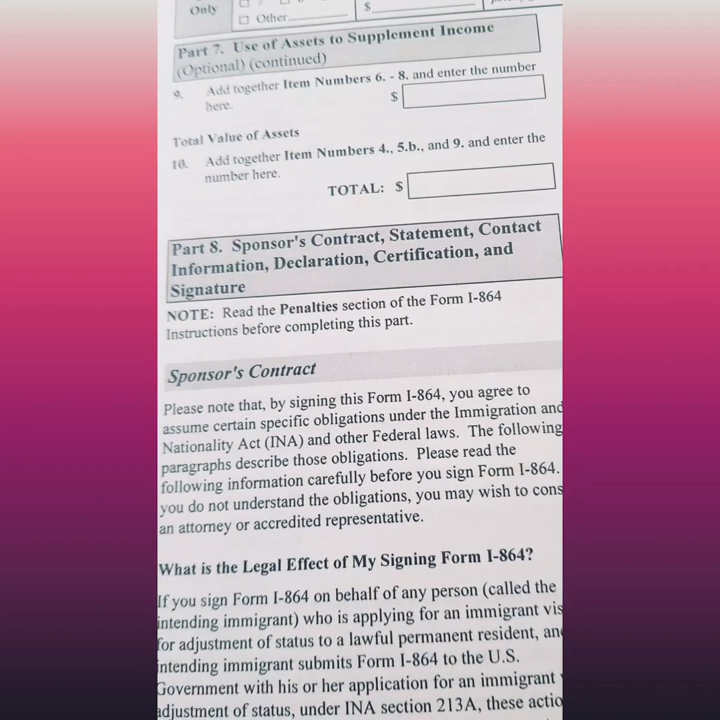 Only
□ Other
$
Part 7. Use of Assets to Supplement Income
(Optional) (continued)
9. Add together Item Numbers 6. - 8. and enter the number
here.
$
Total Value of Assets
10. Add together Item Numbers 4., 5.b., and 9. and enter the
number here.
TOTAL: $
Part 8. Sponsor's Contract, Statement, Contact
Information, Declaration, Certification, and
Signature
NOTE: Read the Penalties section of the Form I-864
Instructions before completing this part.
Sponsor's Contract
Please note that, by signing this Form I-864, you agree to
assume certain specific obligations under the Immigration and
Nationality Act (INA) and other Federal laws. The following
paragraphs describe those obligations. Please read the
following information carefully before you sign Form I-864.
you do not understand the obligations, you may wish to cons
an attorney or accredited representative.
What is the Legal Effect of My Signing Form I-864?
If you sign Form I-864 on behalf of any person (called the
intending immigrant) who is applying for an immigrant vis
for adjustment of status to a lawful permanent resident, and
intending immigrant submits Form I-864 to the U.S.
Government with his or her application for an immigrant
adjustment of status, under INA section 213A, these actio